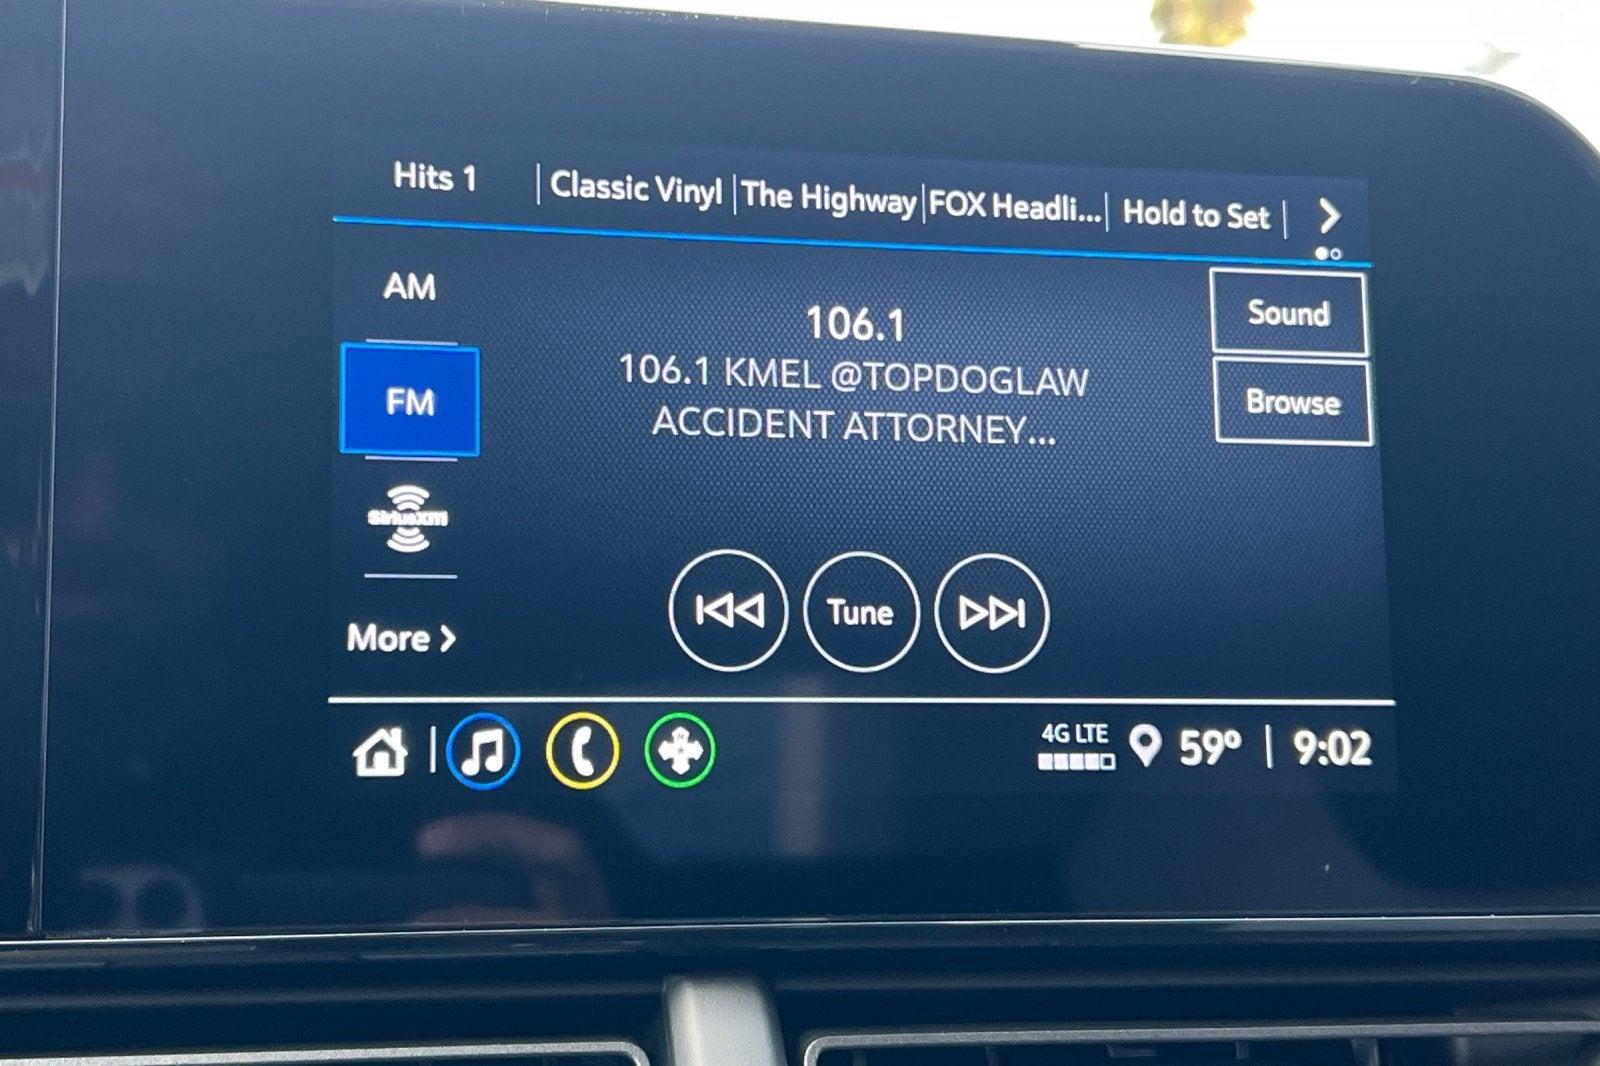 Hits 1 | Classic Vinyl | The Highway | FOX Headli... | Hold to Set |
AM
FM
SiriusXM
More
106.1
106.1 KMEL @TOPDOGLAW
ACCIDENT ATTORNEY...
Sound
Browse
Tune
4G LTE
59° | 9:02